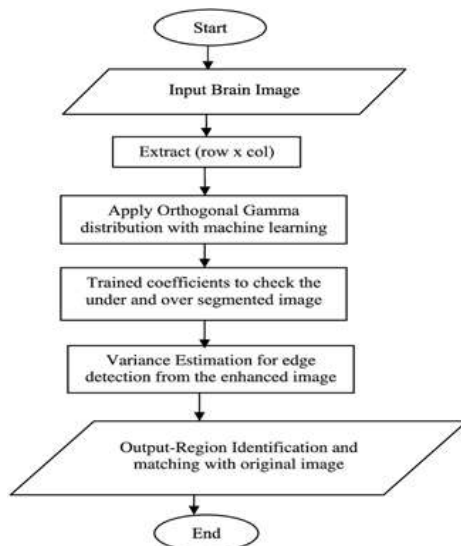 Start
Input Brain Image
Extract (row x col)
Apply Orthogonal Gamma
distribution with machine learning
Trained coefficients to check the
under and over segmented image
Variance Estimation for edge
detection from the enhanced image
Output-Region Identification and
matching with original image
End